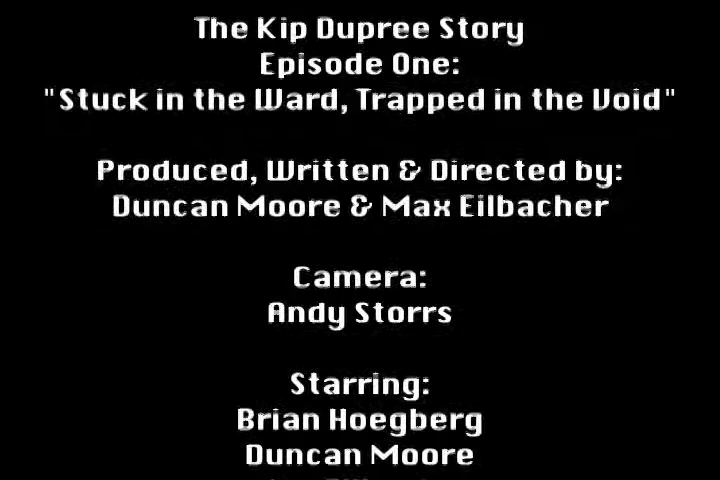 The Kip Dupree Story
Episode One:
"Stuck in the Ward, Trapped in the Void"
Produced, Written & Directed by:
Duncan Moore & Max Eilbacher
Camera:
Andy Storrs
Starring:
Brian Hoegberg
Duncan Moore